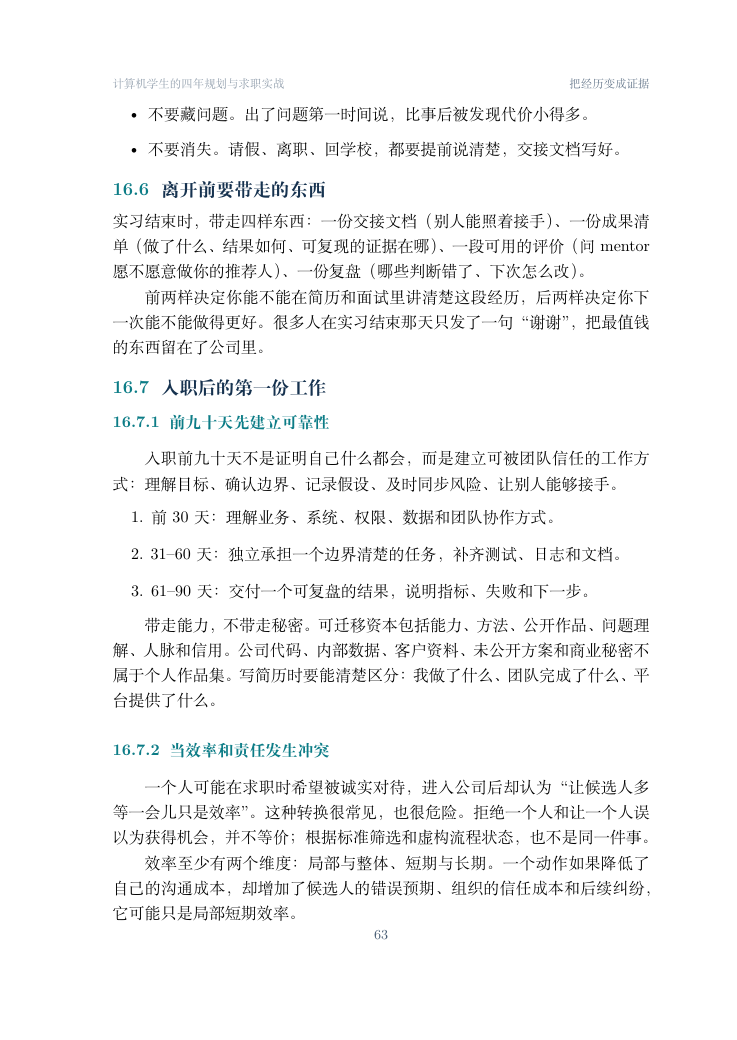 计算机学生的四年规划与求职实战
把经历变成证据
• 不要藏问题。出了问题第一时间说，比事后被发现代价小得多。
• 不要消失。请假、离职、回学校，都要提前说清楚，交接文档写好。
16.6 离开前要带走的东西
实习结束时，带走四样东西：一份交接文档（别人能照着接手）、一份成果清
单（做了什么、结果如何、可复现的证据在哪）、一段可用的评价（问 mentor
愿不愿意做你的推荐人）、一份复盘（哪些判断错了、下次怎么改）。
前两样决定你能不能在简历和面试里讲清楚这段经历，后两样决定你下
一次能不能做得更好。很多人在实习结束那天只发了一句“谢谢”，把最值钱
的东西留在了公司里。
16.7 入职后的第一份工作
16.7.1 前九十天先建立可靠性
入职前九十天不是证明自己什么都会，而是建立可被团队信任的工作方
式：理解目标、确认边界、记录假设、及时同步风险、让别人能够接手。
1. 前 30 天：理解业务、系统、权限、数据和团队协作方式。
2. 31–60 天：独立承担一个边界清楚的任务，补齐测试、日志和文档。
3. 61–90 天：交付一个可复盘的结果，说明指标、失败和下一步。
带走能力，不带走秘密。可迁移资本包括能力、方法、公开作品、问题理
解、人脉和信用。公司代码、内部数据、客户资料、未公开方案和商业秘密不
属于个人作品集。写简历时要能清楚区分：我做了什么、团队完成了什么、平
台提供了什么。
16.7.2 当效率和责任发生冲突
一个人可能在求职时希望被诚实对待，进入公司后却认为“让候选人多
等一会儿只是效率”。这种转换很常见，也很危险。拒绝一个人和让一个人误
以为获得机会，并不等价；根据标准筛选和虚构流程状态，也不是同一件事。
效率至少有两个维度：局部与整体、短期与长期。一个动作如果降低了
自己的沟通成本，却增加了候选人的错误预期、组织的信任成本和后续纠纷，
它可能只是局部短期效率。
63